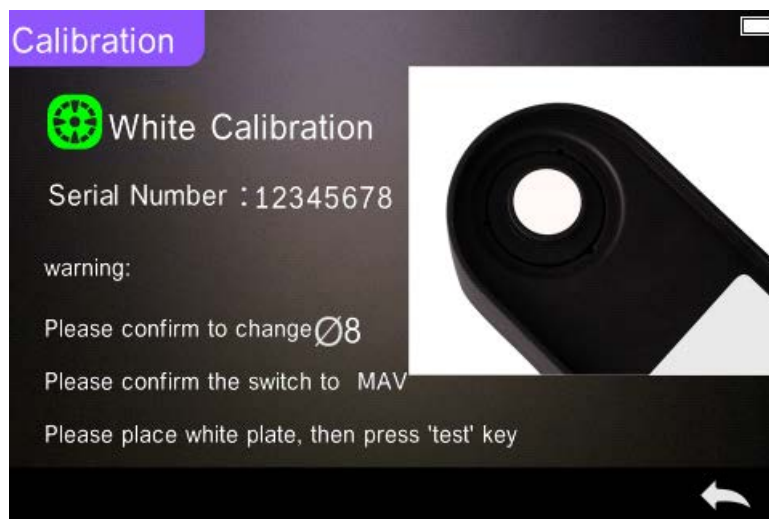 Calibration
White Calibration
Serial Number :12345678
warning:
Please confirm to change∅8
Please confirm the switch to MAV
Please place white plate, then press 'test' key